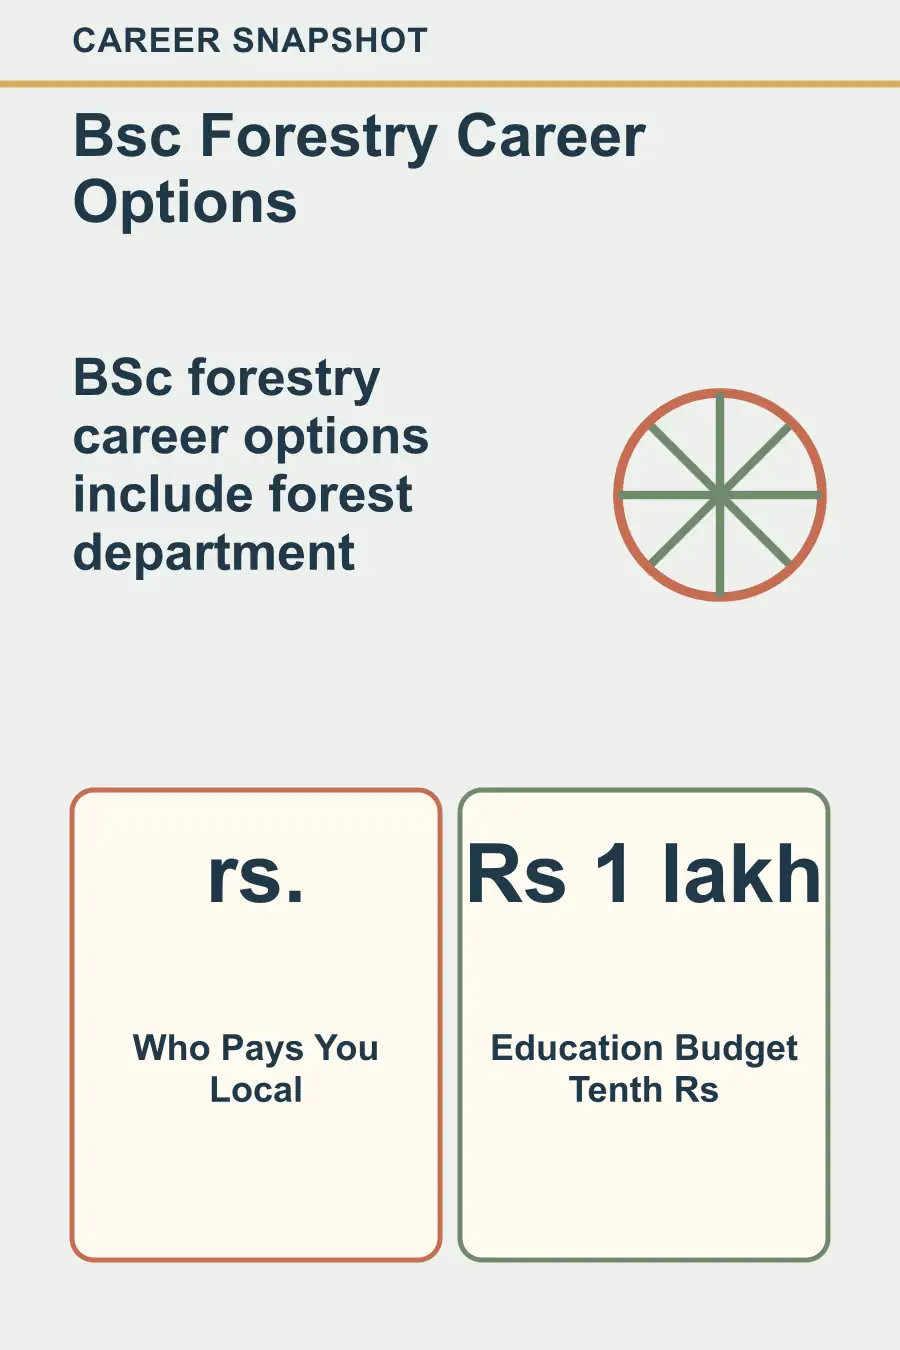 CAREER SNAPSHOT
Bsc Forestry Career
Options
BSc forestry
career options
include forest
department
rs.
Who Pays You
Local
Rs 1 lakh
Education Budget
Tenth Rs